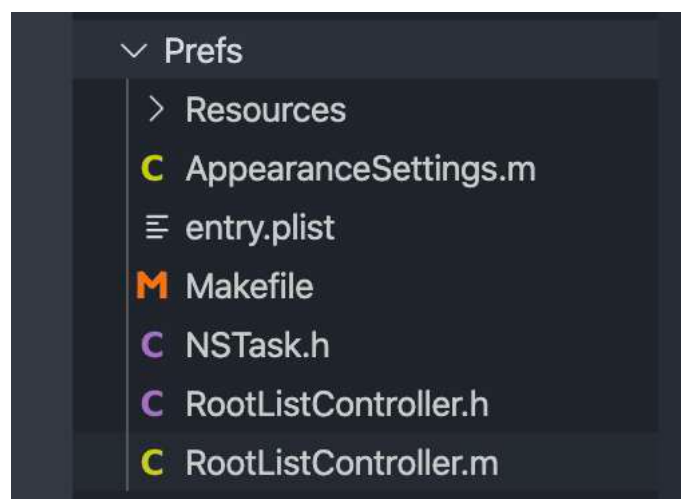 Prefs
Resources
C AppearanceSettings.m
entry.plist
M Makefile
C NSTask.h
C RootListController.h
C RootListController.m